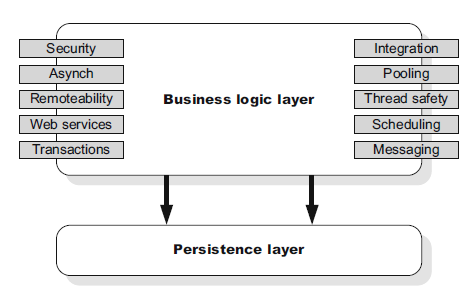 Security
Asynch
Remoteability
Web services
Transactions
Business logic layer
Integration
Pooling
Thread safety
Scheduling
Messaging
Persistence layer